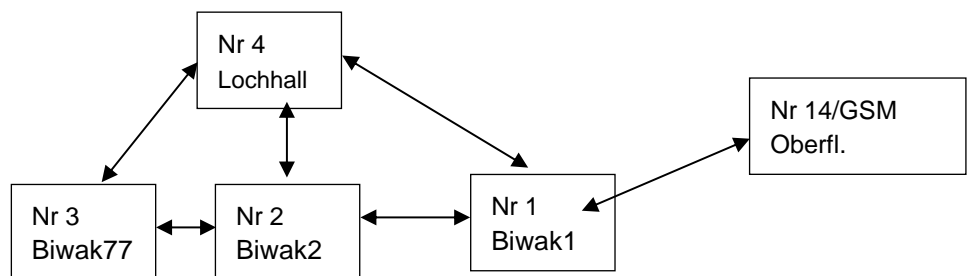 Nr 4
Lochhall
Nr 14/GSM
Oberfl.
Nr 3
Biwak77
Nr 2
Biwak2
Nr 1
Biwak1